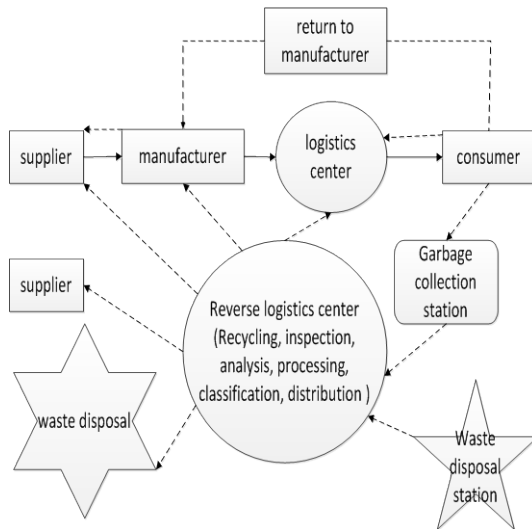 return to
manufacturer
supplier
manufacturer
logistics
center
consumer
supplier
Garbage
collection
station
Reverse logistics center
(Recycling, inspection,
analysis, processing,
classification, distribution )
waste disposal
Waste
disposal
station